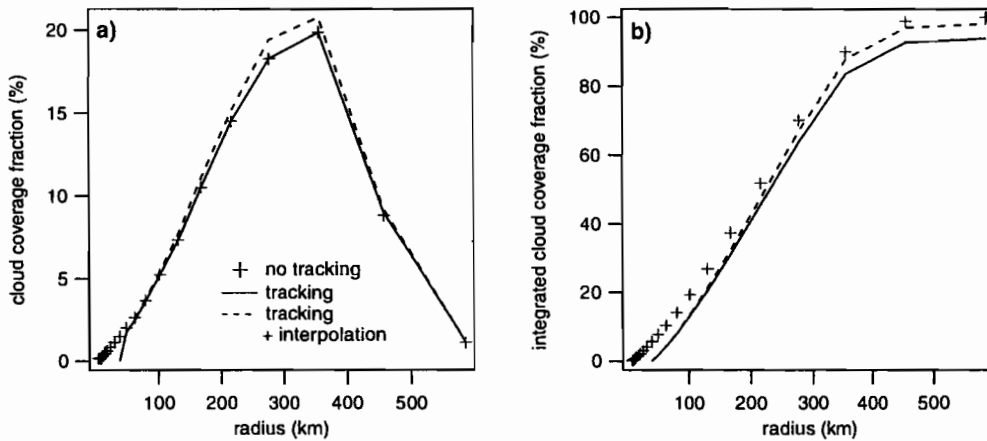 a)
cloud coverage fraction (%)
20
15
10
5
0
+ no tracking
tracking
tracking
+ interpolation
100 200 300 400 500
radius (km)
b)
integrated cloud coverage fraction (%)
100
80
60
40
20
0
100 200 300 400 500
radius (km)